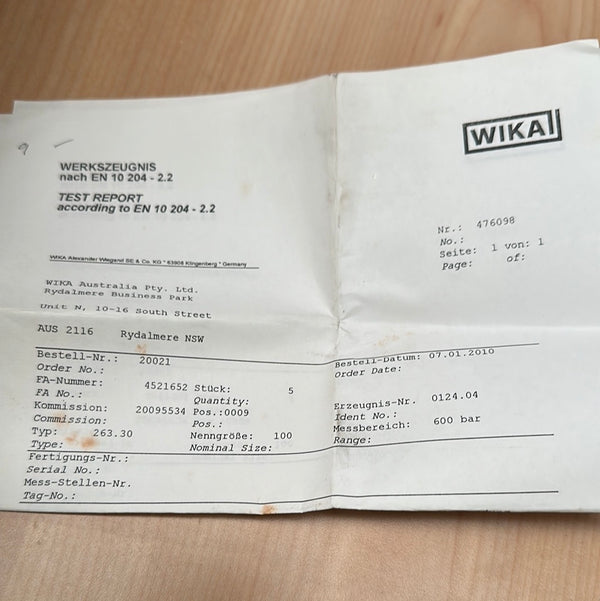 9 –
WIKA
WERKSZEUGNIS
nach EN 10 204 - 2.2
TEST REPORT
according to EN 10 204 - 2.2
Nr.: 476098
No.:
Seite: 1 von: 1
Page: of:
WIKA Alexander Wiegand SE & Co. KG * 63908 Klingenberg * Germany
WIKA Australia Pty. Ltd.
Rydalmere Business Park
Unit N, 10-16 South Street
AUS 2116 Rydalmere NSW
Bestell-Nr.: 20021 Bestell-Datum: 07.01.2010
Order No.: Order Date:
FA-Nummer: 4521652 Stück: 5
FA No.: Quantity:
Kommission: 20095534 Pos.:0009 Erzeugnis-Nr. 0124.04
Commission: Pos.: Ident No.:
Typ: 263.30 Nenngröße: 100 Messbereich: 600 bar
Type: Nominal Size: Range:
Fertigungs-Nr.:
Serial No.:
Mess-Stellen-Nr.
Tag-No.: